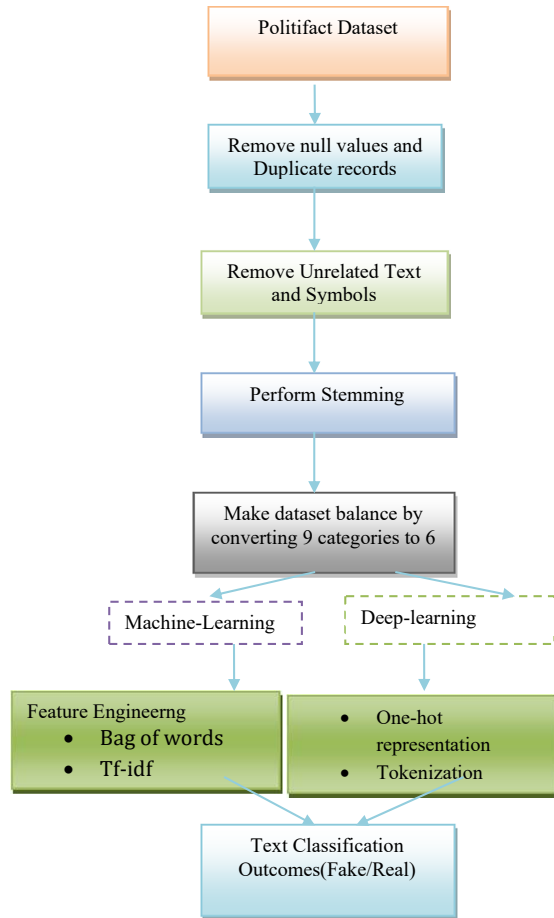 Politifact Dataset
Remove null values and
Duplicate records
Remove Unrelated Text
and Symbols
Perform Stemming
Make dataset balance by
converting 9 categories to 6
Machine-Learning
Deep-learning
Feature Engineerng
• Bag of words
• Tf-idf
• One-hot
representation
• Tokenization
Text Classification
Outcomes(Fake/Real)